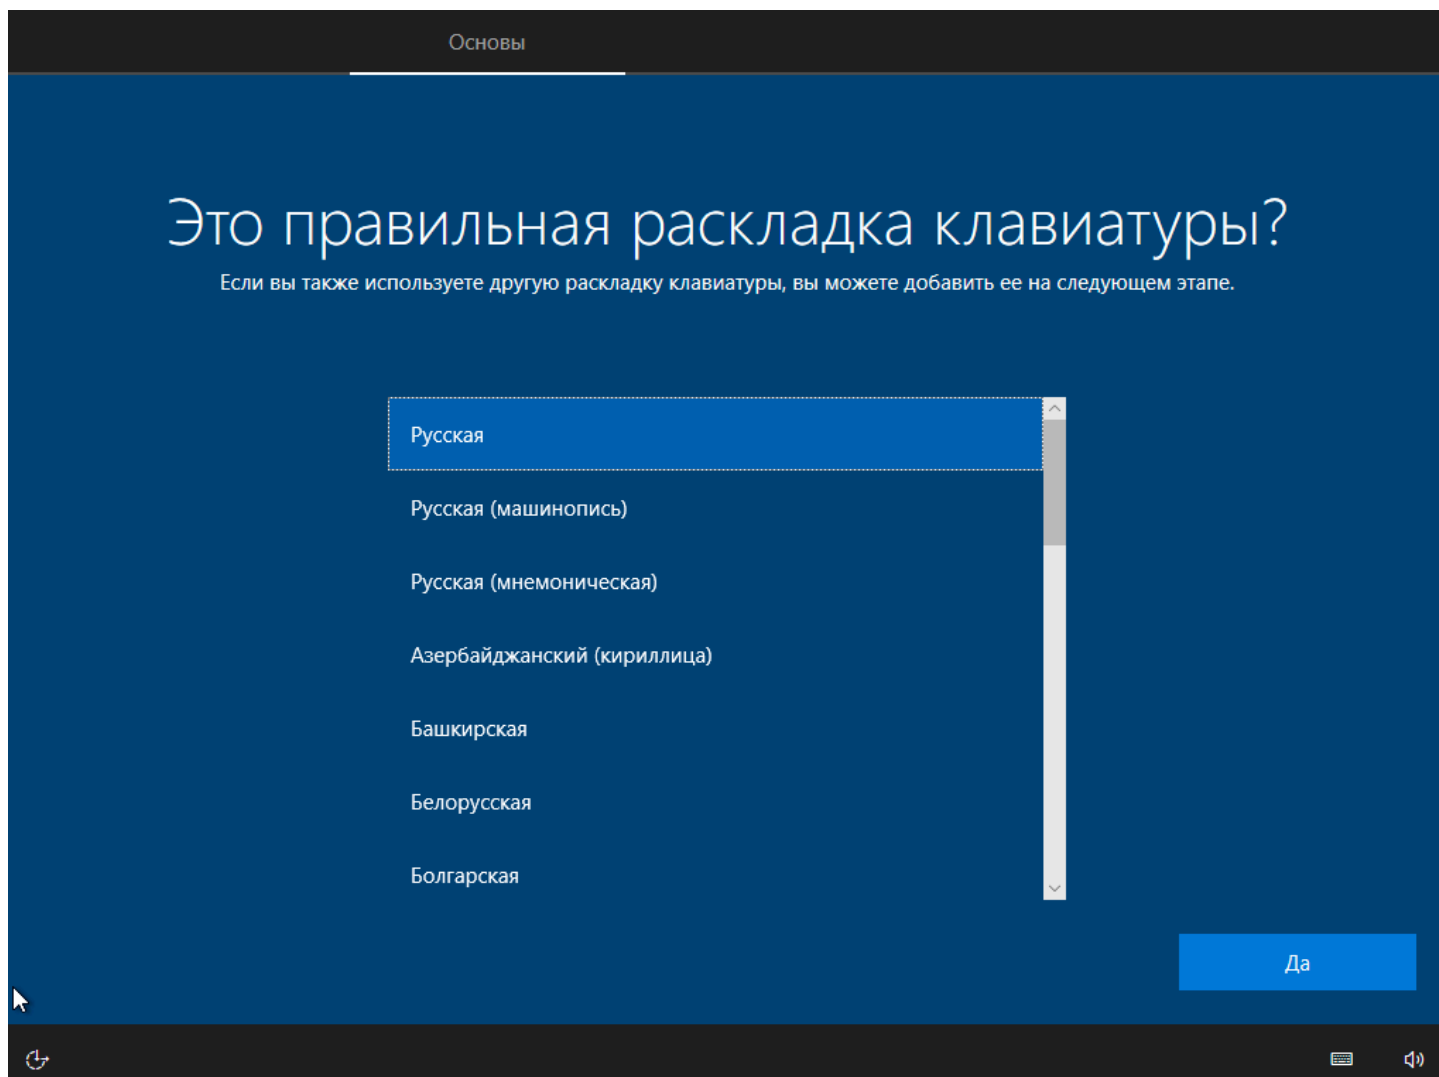 Основы
Это правильная раскладка клавиатуры?
Если вы также используете другую раскладку клавиатуры, вы можете добавить ее на следующем этапе.
Русская
Русская (машинопись)
Русская (мнемоническая)
Азербайджанский (кириллица)
Башкирская
Белорусская
Болгарская
Да